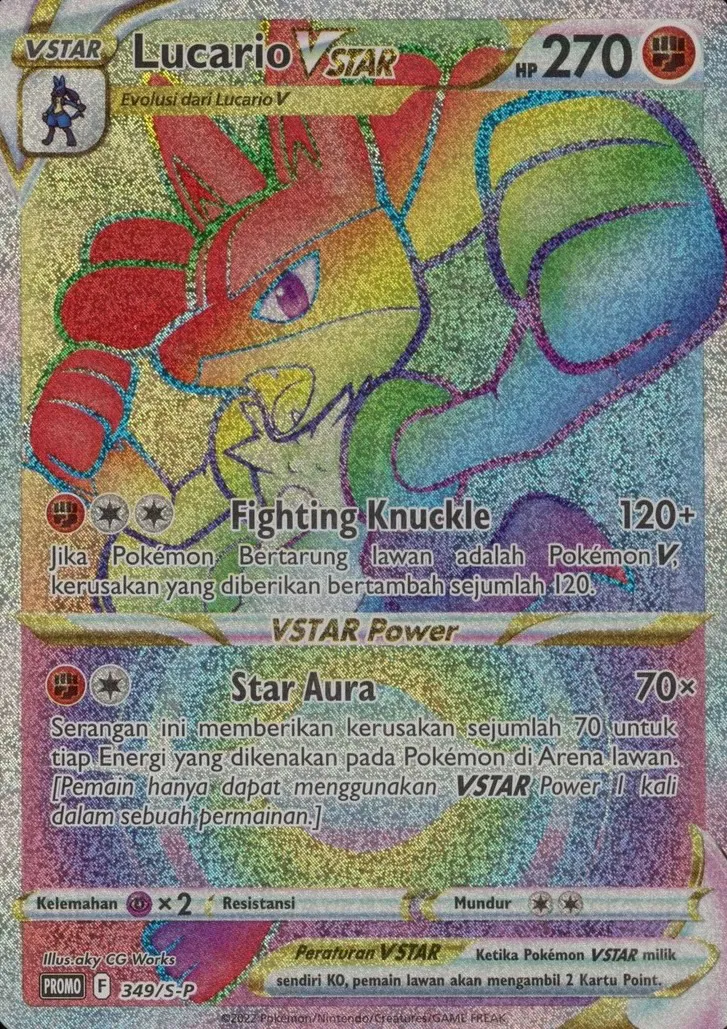 VSTAR
Lucario VSTAR
HP 270
Evolusi dari Lucario V
Fighting Knuckle 120+
Jika Pokémon Bertarung lawan adalah Pokémon V,
kerusakan yang diberikan bertambah sejumlah 120.
VSTAR Power
Star Aura 70×
Serangan ini memberikan kerusakan sejumlah 70 untuk
tiap Energi yang dikenakan pada Pokémon di Arena lawan.
[Pemain hanya dapat menggunakan VSTAR Power 1 kali
dalam sebuah permainan.]
Kelemahan × 2 Resistansi Mundur
Illus.aky CG Works
PROMO F 349/S-P
Peraturan VSTAR Ketika Pokémon VSTAR milik
sendiri KO, pemain lawan akan mengambil 2 Kartu Point.
©2022 Pokémon/Nintendo/Creatures/GAME FREAK